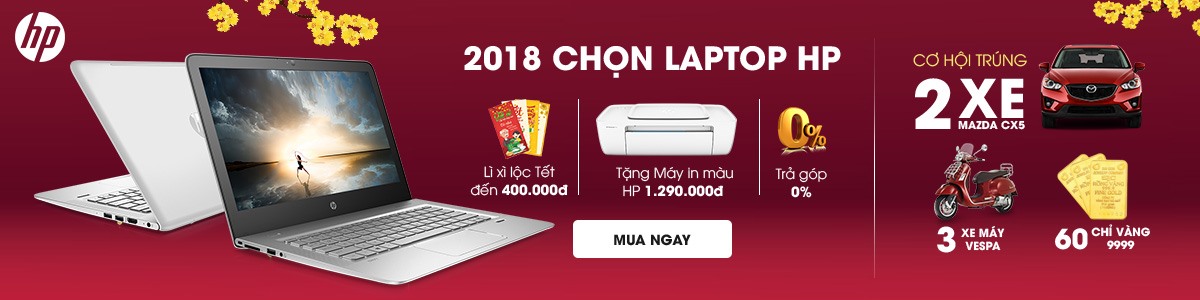 hp
2018 CHỌN LAPTOP HP
Lì xì lộc Tết
đến 400.000đ
Tặng Máy in màu
HP 1.290.000đ
0%
Trả góp
0%
MUA NGAY
CƠ HỘI TRÚNG
2 XE
MAZDA CX5
3 XE MÁY
VESPA
60 CHỈ VÀNG
9999